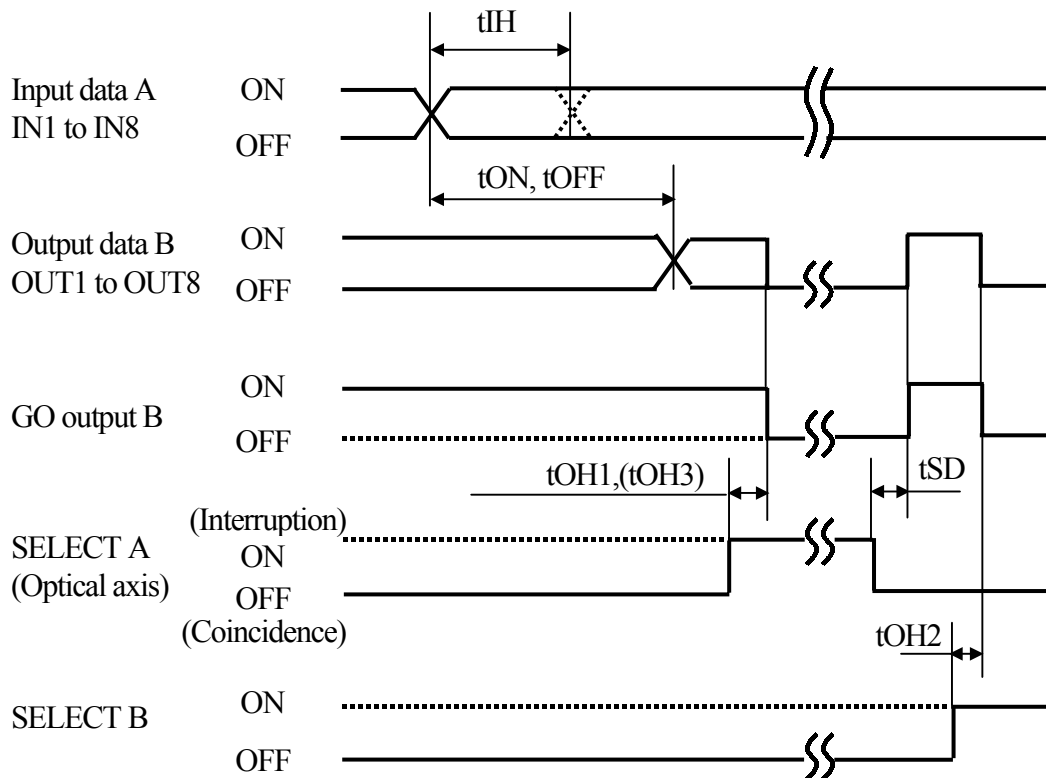 tIH
Input data A
IN1 to IN8
ON
OFF
tON, tOFF
Output data B
OUT1 to OUT8
ON
OFF
GO output B
ON
OFF
tOH1,(tOH3)
tSD
(Interruption)
SELECT A
(Optical axis)
ON
OFF
(Coincidence)
tOH2
SELECT B
ON
OFF